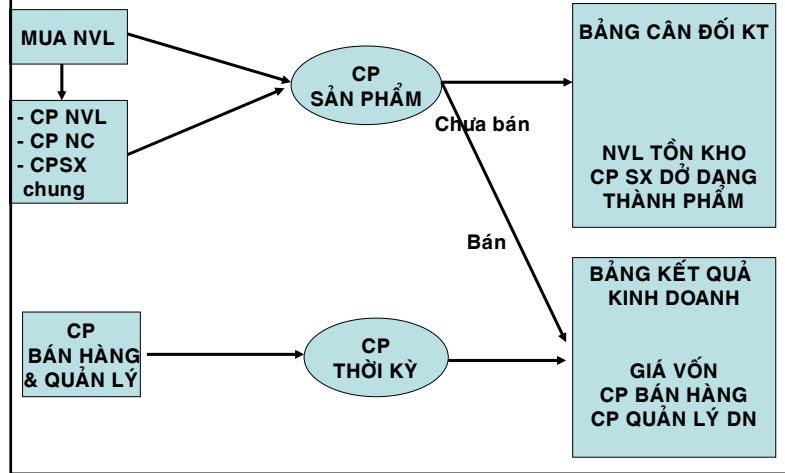 MUA NVL
- CP NVL
- CP NC
- CPSX
chung
CP
SẢN PHẨM
Chưa bán
Bán
BẢNG CÂN ĐỐI KT
NVL TỒN KHO
CP SX DỞ DANG
THÀNH PHẨM
CP
BÁN HÀNG
& QUẢN LÝ
CP
THỜI KỲ
BẢNG KẾT QUẢ
KINH DOANH
GIÁ VỐN
CP BÁN HÀNG
CP QUẢN LÝ DN